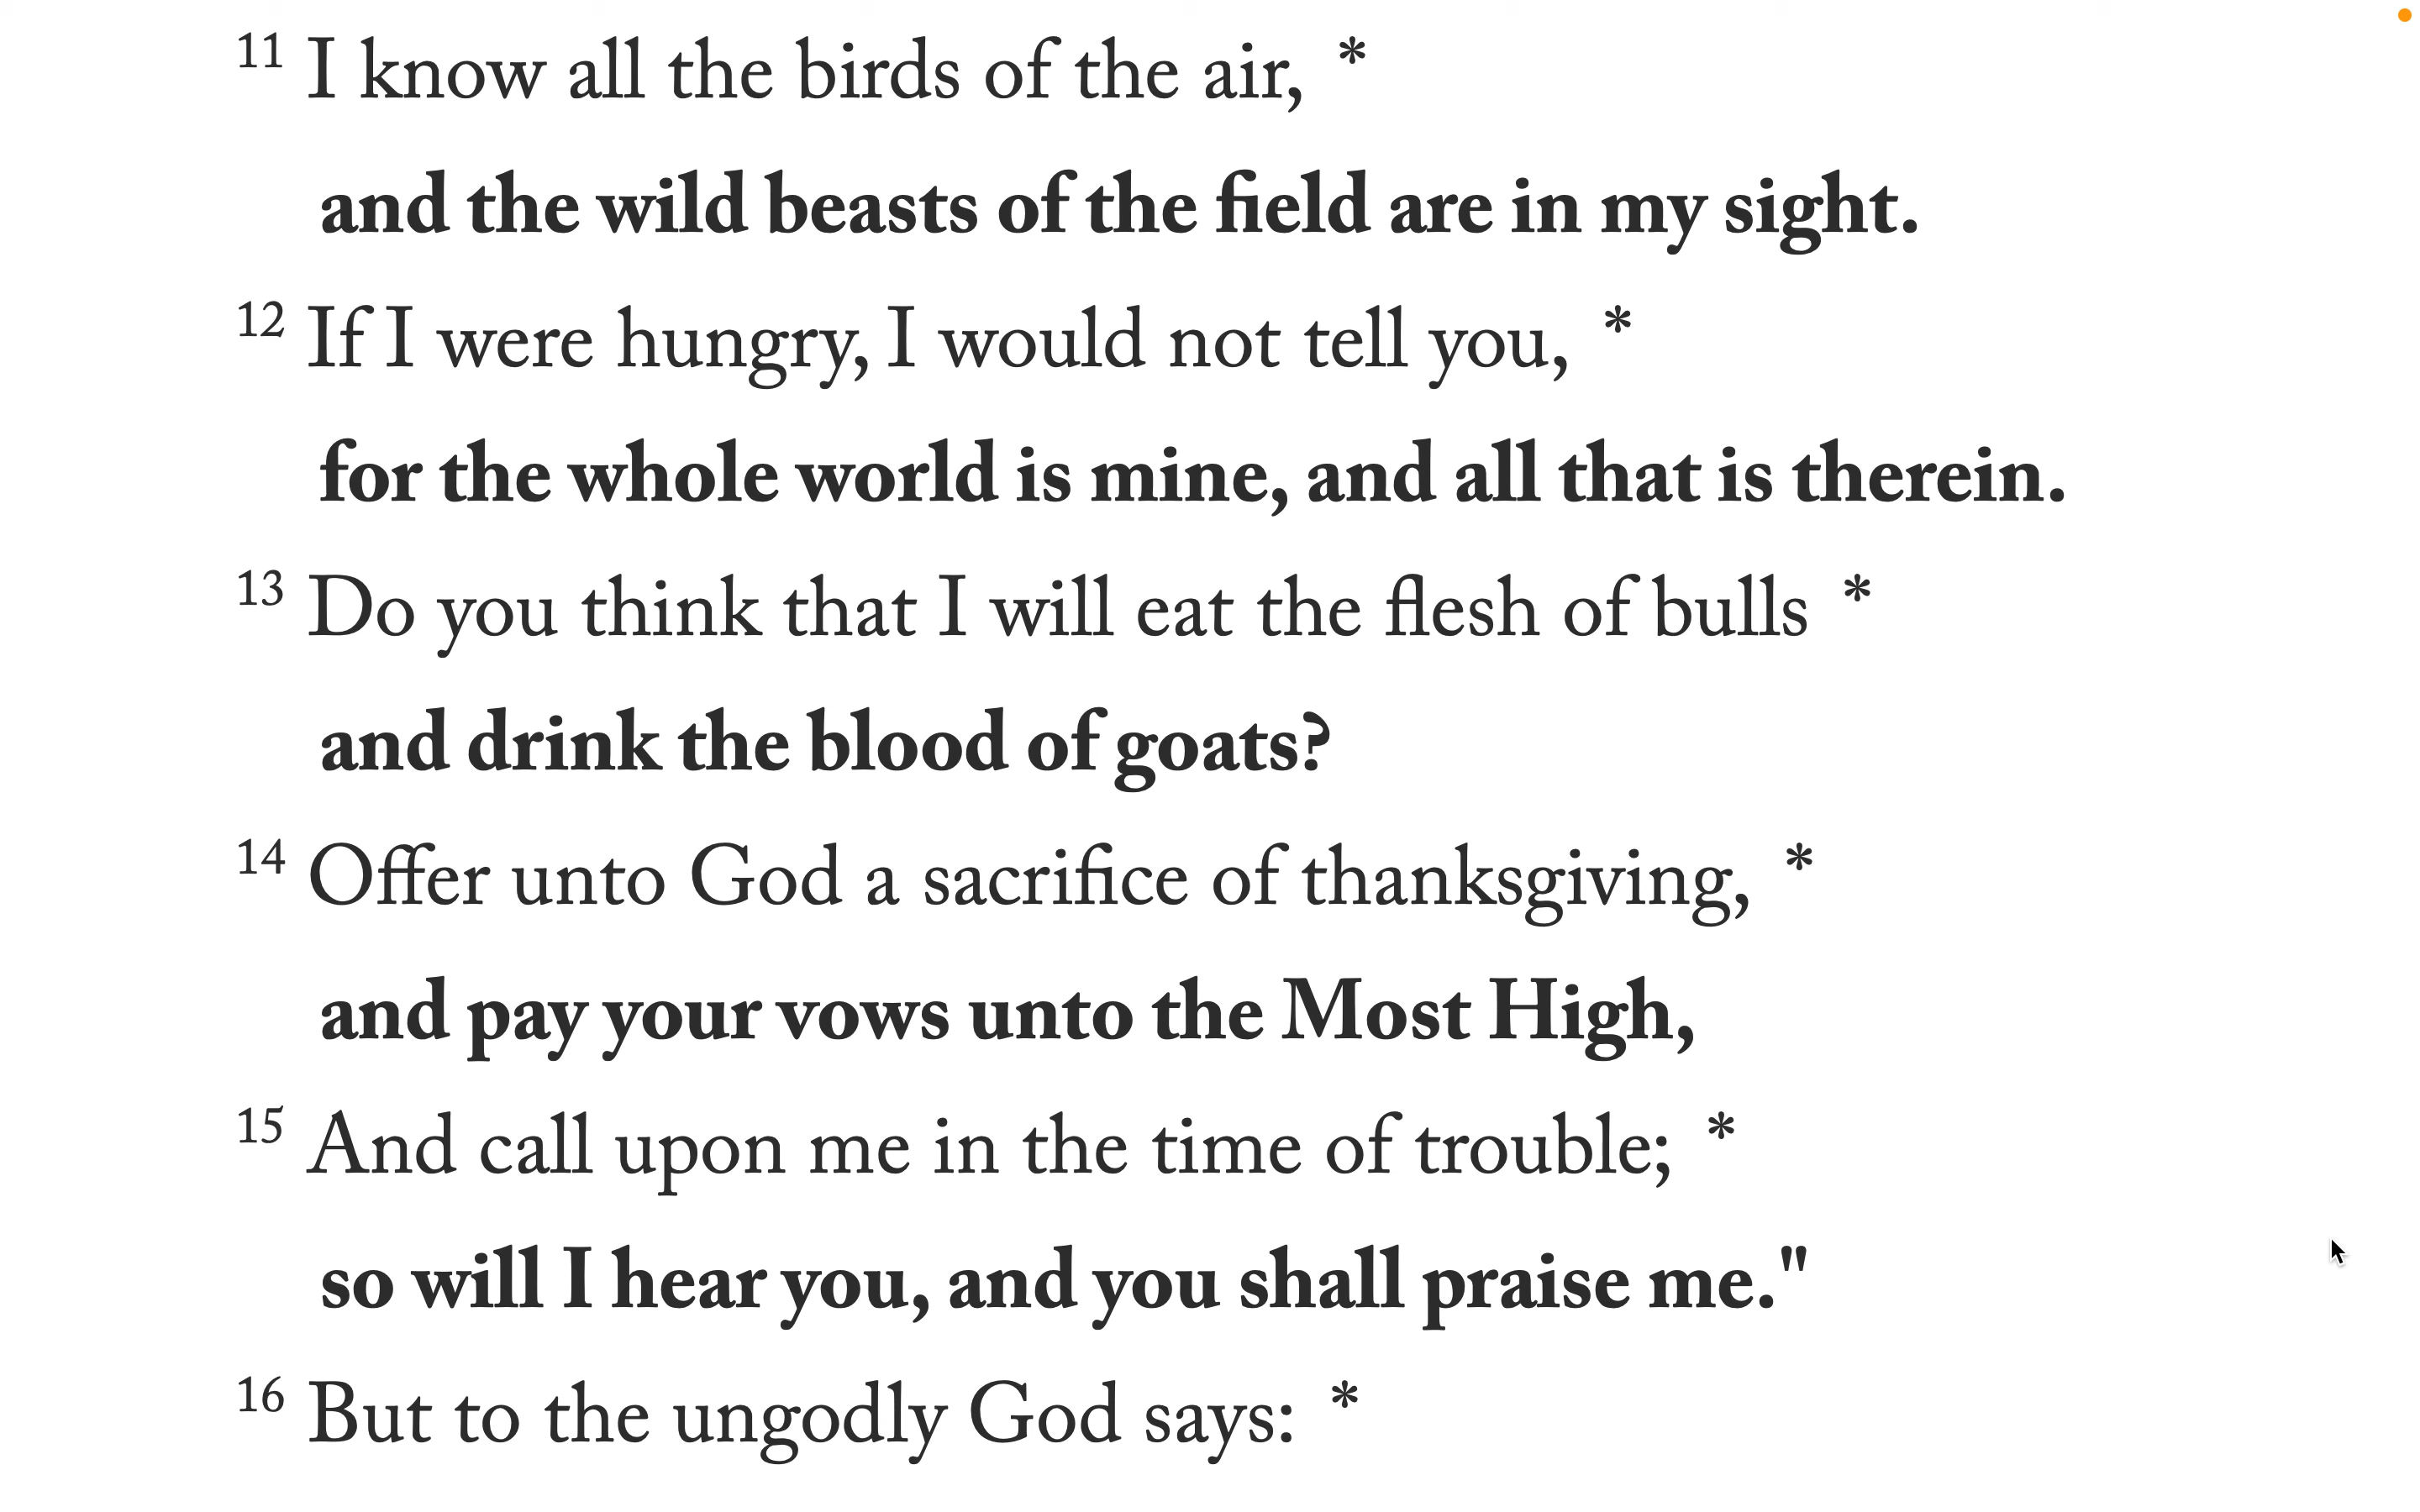 11 I know all the birds of the air, *
and the wild beasts of the field are in my sight.
12 If I were hungry, I would not tell you, *
for the whole world is mine, and all that is therein.
13 Do you think that I will eat the flesh of bulls *
and drink the blood of goats?
14 Offer unto God a sacrifice of thanksgiving, *
and pay your vows unto the Most High,
15 And call upon me in the time of trouble; *
so will I hear you, and you shall praise me."
16 But to the ungodly God says: *